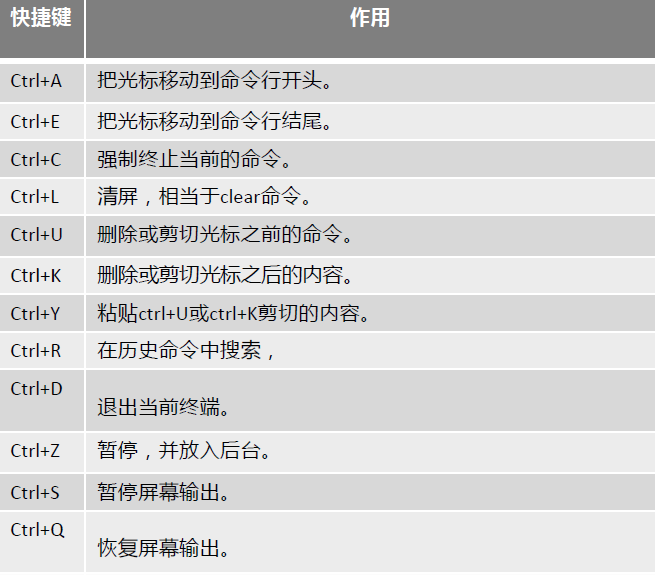 快捷键 作用
Ctrl+A 把光标移动到命令行开头。
Ctrl+E 把光标移动到命令行结尾。
Ctrl+C 强制终止当前的命令。
Ctrl+L 清屏，相当于clear命令。
Ctrl+U 删除或剪切光标之前的命令。
Ctrl+K 删除或剪切光标之后的内容。
Ctrl+Y 粘贴ctrl+U或ctrl+K剪切的内容。
Ctrl+R 在历史命令中搜索，
Ctrl+D
退出当前终端。
Ctrl+Z 暂停，并放入后台。
Ctrl+S 暂停屏幕输出。
Ctrl+Q
恢复屏幕输出。